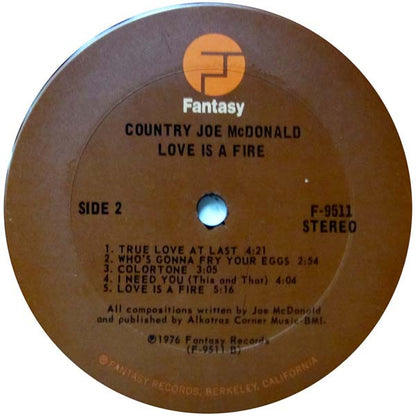 Fantasy
COUNTRY JOE McDONALD
LOVE IS A FIRE
SIDE 2
F-9511
STEREO
1. TRUE LOVE AT LAST 4:21
2. WHO'S GONNA FRY YOUR EGGS 2:54
3. COLORTONE 3:05
4. I NEED YOU (This and That) 4:04
5. LOVE IS A FIRE 5:16
All compositions written by Joe McDonald
and published by Alkatraz Corner Music-BMI.
℗1976 Fantasy Records
(F-9511-B)
©FANTASY RECORDS, BERKELEY, CALIFORNIA